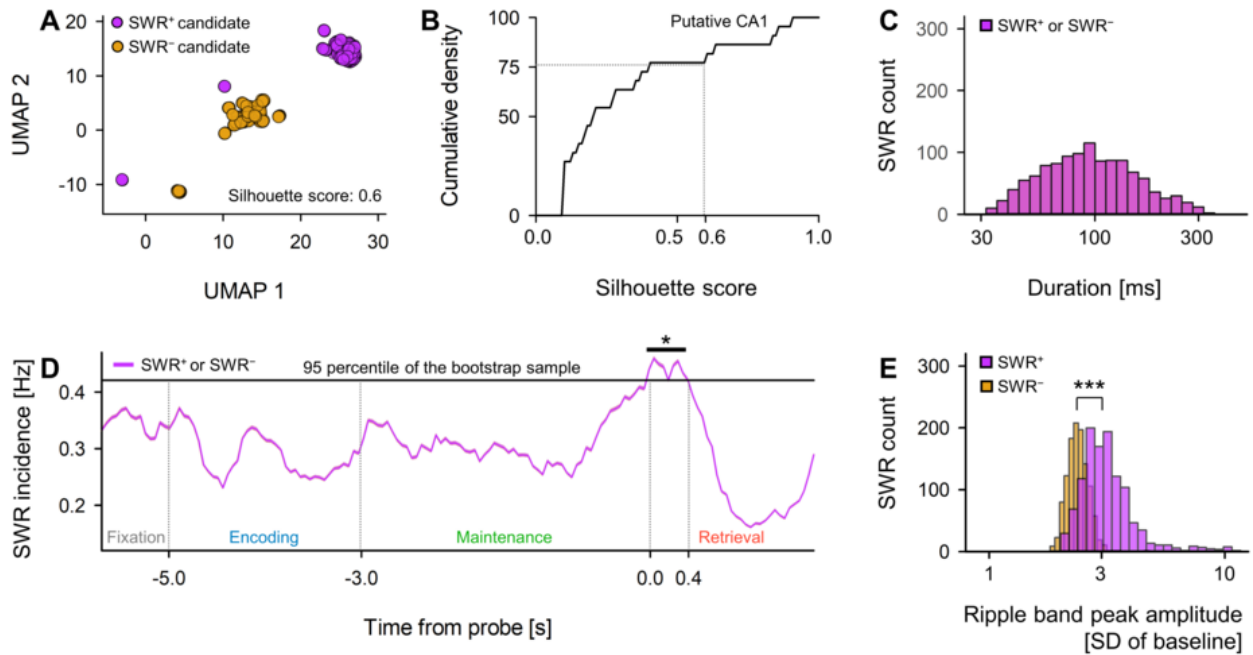 A
SWR⁺ candidate
SWR⁻ candidate
UMAP 2
20
10
0
-10
Silhouette score: 0.6
0
10
20
30
UMAP 1
B
Putative CA1
Cumulative density
100
75
50
0
0.0
0.5
0.6
1.0
Silhouette score
C
SWR⁺ or SWR⁻
SWR count
300
200
100
0
30
100
300
Duration [ms]
D
SWR⁺ or SWR⁻
95 percentile of the bootstrap sample
*
SWR incidence [Hz]
0.4
0.3
0.2
Fixation
Encoding
Maintenance
Retrieval
-5.0
-3.0
0.0
0.4
Time from probe [s]
E
SWR⁺
SWR⁻
***
SWR count
300
200
100
0
1
3
10
Ripple band peak amplitude
[SD of baseline]